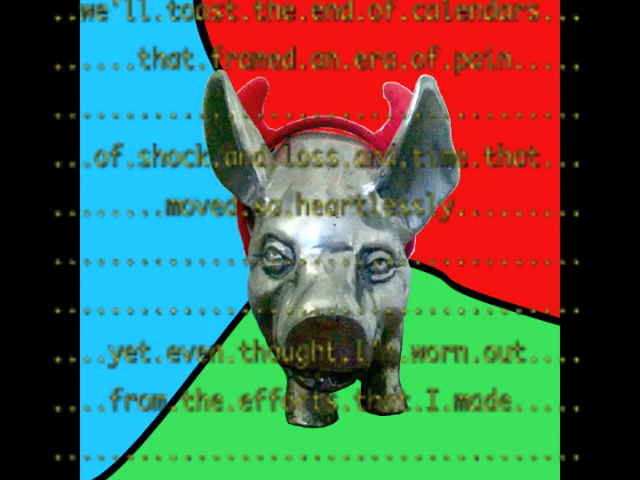 ..we'll.toast.the.end.of.calendars...
......that.framed.an.era.of.pain.....
.....................................
...of.shock.and.loss.and.time.that...
.........moved.so.heartlessly........
.....................................
.....................................
....yet.even.thought.I'm.worn.out....
....from.the.efforts.that.I.made.....
.....................................